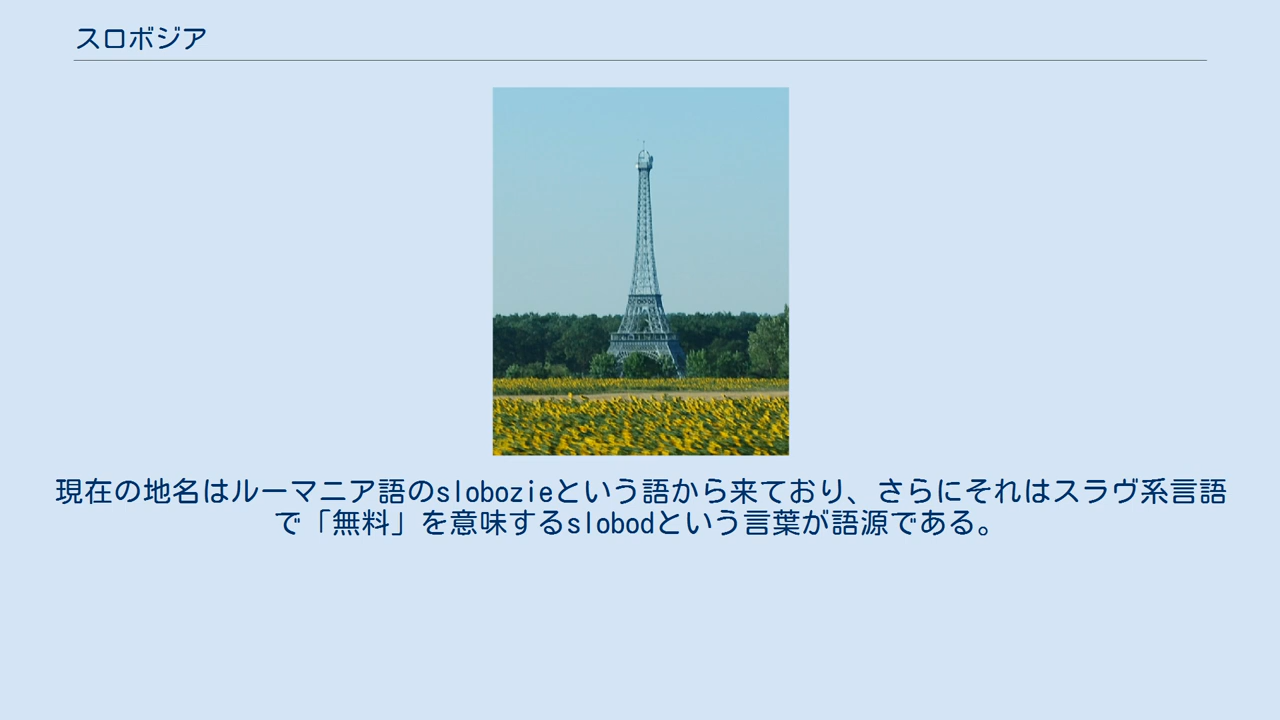 スロボジア
現在の地名はルーマニア語のslobozieという語から来ており、さらにそれはスラヴ系言語
で「無料」を意味するslobodという言葉が語源である。